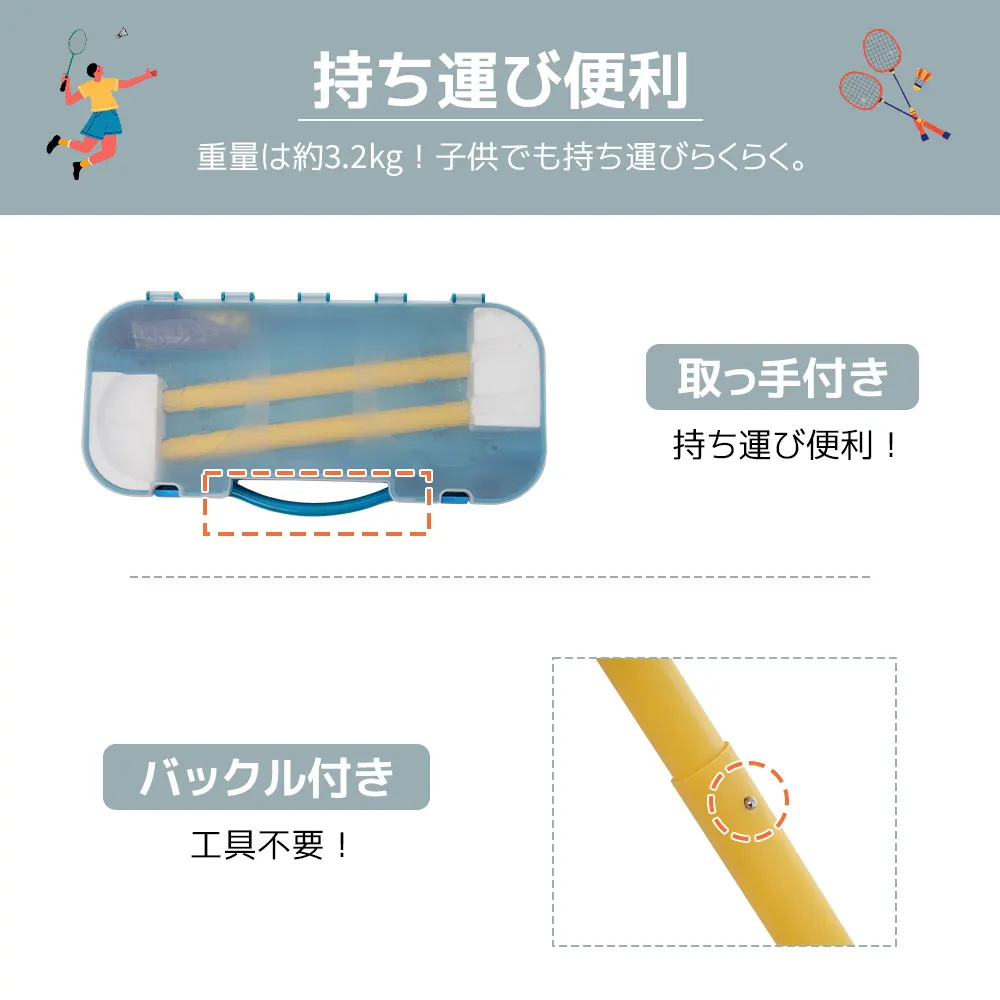 持ち運び便利
重量は約3.2kg！子供でも持ち運びらくらく。
取っ手付き
持ち運び便利！
バックル付き
工具不要！